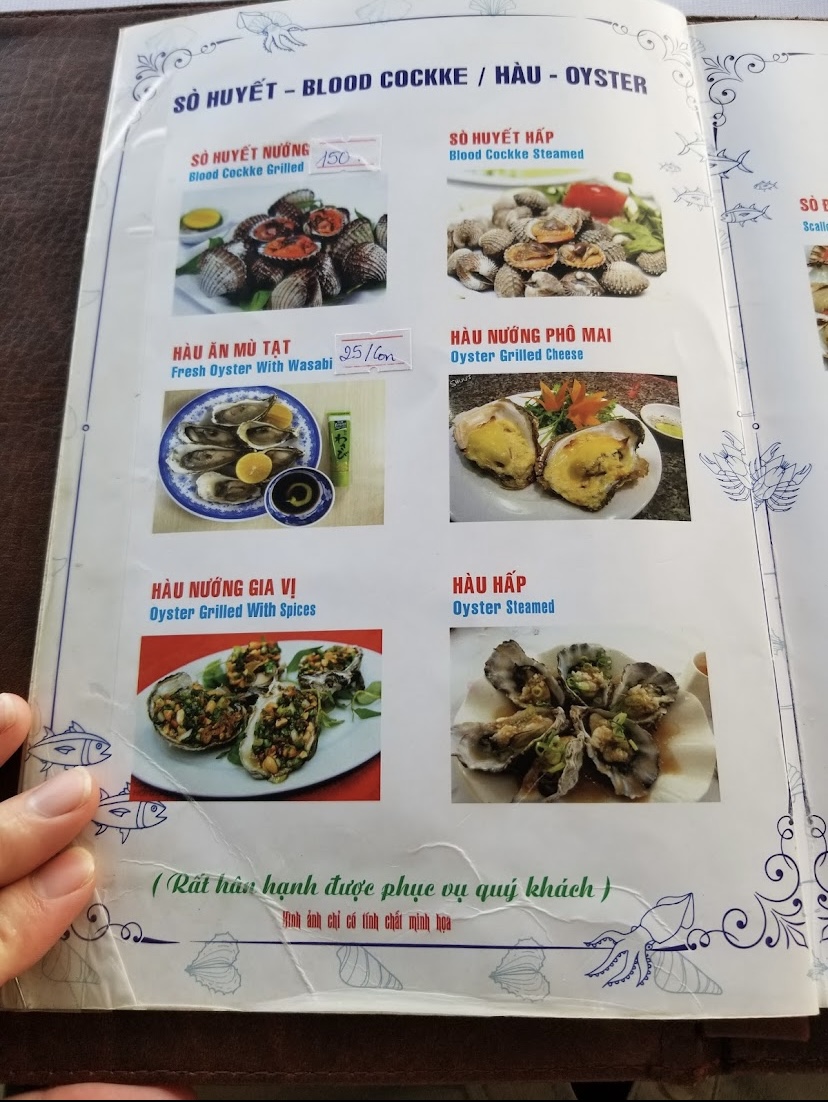 SÒ HUYẾT - BLOOD COCKKE / HÀU - OYSTER
SÒ HUYẾT NƯỚNG 150
Blood Cockke Grilled
SÒ HUYẾT HẤP
Blood Cockke Steamed
HÀU ĂN MÙ TẠT
Fresh Oyster With Wasabi 25/con
HÀU NƯỚNG PHÔ MAI
Oyster Grilled Cheese
わさび
HÀU NƯỚNG GIA VỊ
Oyster Grilled With Spices
HÀU HẤP
Oyster Steamed
( Rất hân hạnh được phục vụ quý khách )
Hình ảnh chỉ có tính chất minh họa
SÒ